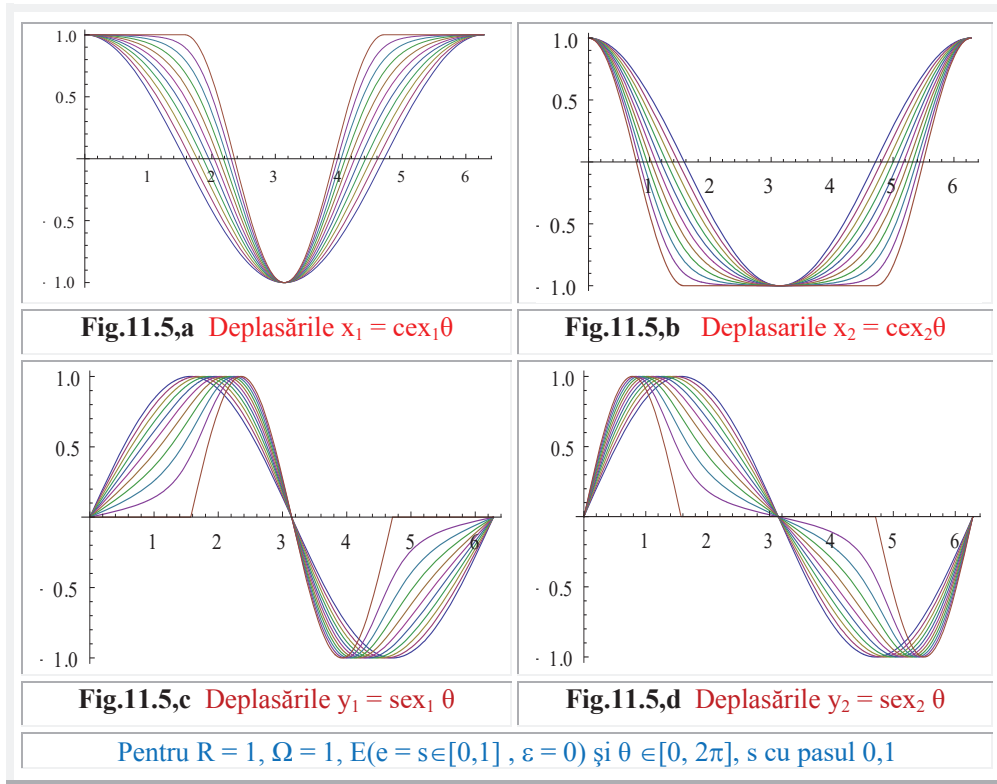 1.0
0.5
1 2 3 4 5 6
- 0.5
- 1.0
Fig.11.5,a Deplasările x₁ = cex₁θ
1.0
0.5
1 2 3 4 5 6
- 0.5
- 1.0
Fig.11.5,b Deplasarile x₂ = cex₂θ
1.0
0.5
1 2 3 4 5 6
- 0.5
- 1.0
Fig.11.5,c Deplasările y₁ = sex₁ θ
1.0
0.5
1 2 3 4 5 6
- 0.5
- 1.0
Fig.11.5,d Deplasările y₂ = sex₂ θ
Pentru R = 1, Ω = 1, E(e = s∈[0,1] , ε = 0) şi θ ∈[0, 2π], s cu pasul 0,1